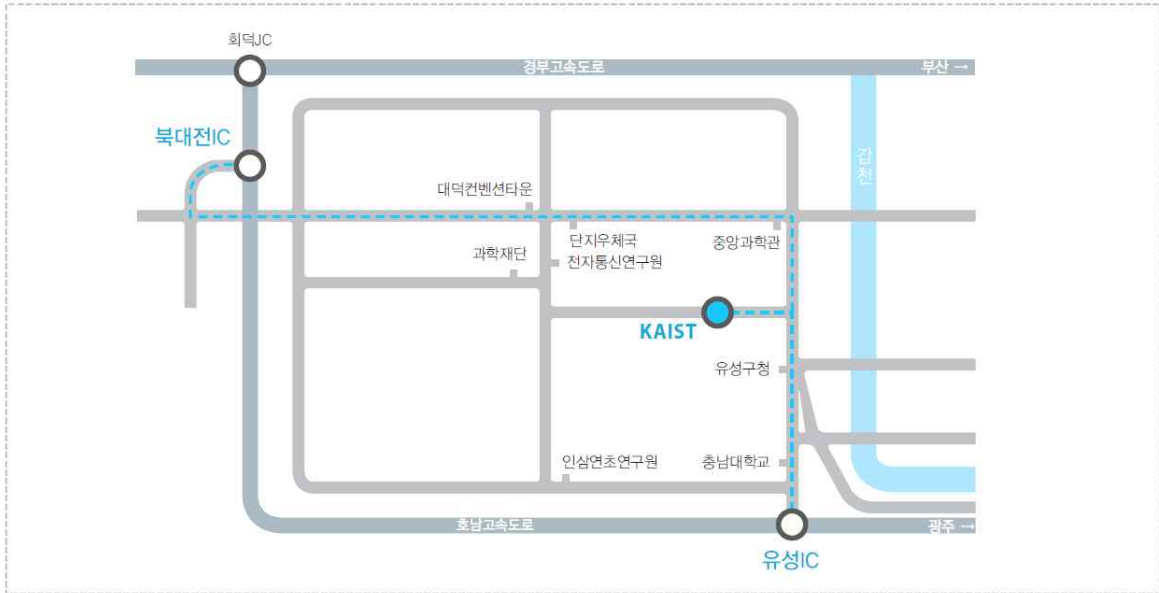 회덕JC
경부고속도로
부산 →
북대전IC
갑천
대덕컨벤션타운
단지우체국
중앙과학관
과학재단
전자통신연구원
KAIST
유성구청
인삼연초연구원
충남대학교
호남고속도로
광주 →
유성IC